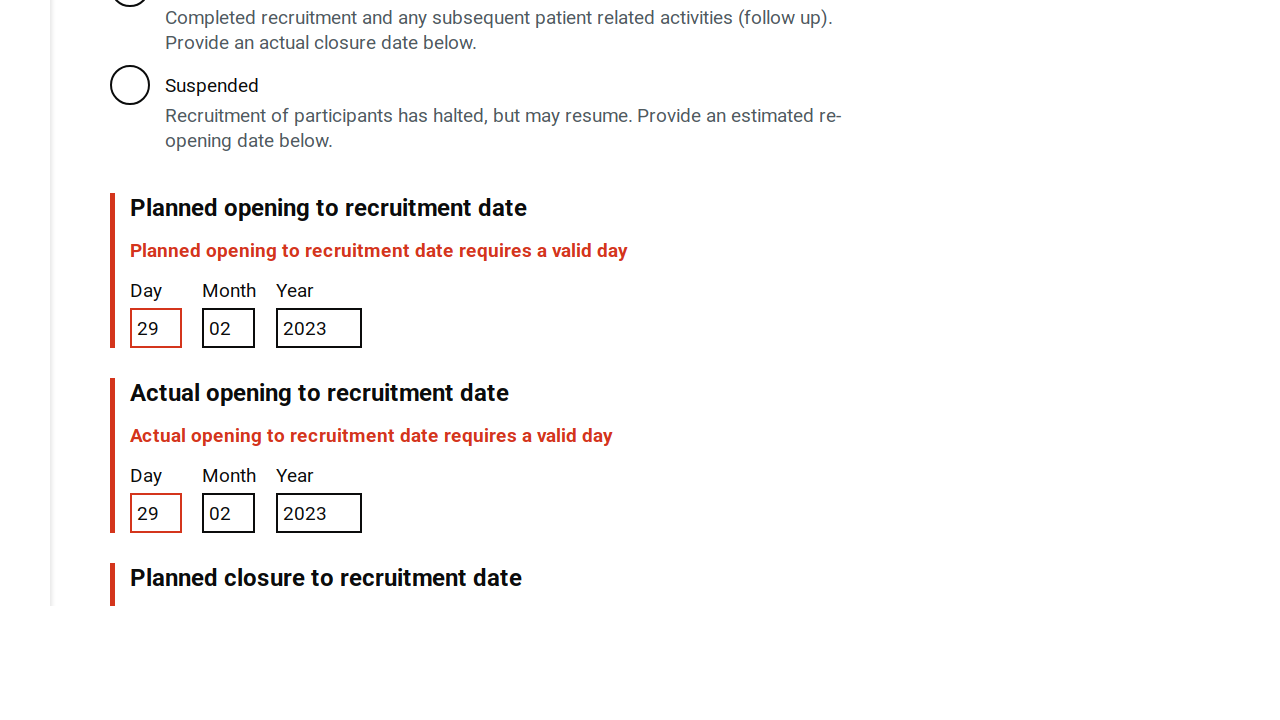 Completed recruitment and any subsequent patient related activities (follow up).
Provide an actual closure date below.
Suspended
Recruitment of participants has halted, but may resume. Provide an estimated re-
opening date below.
Planned opening to recruitment date
Planned opening to recruitment date requires a valid day
Day Month Year
29 02 2023
Actual opening to recruitment date
Actual opening to recruitment date requires a valid day
Day Month Year
29 02 2023
Planned closure to recruitment date